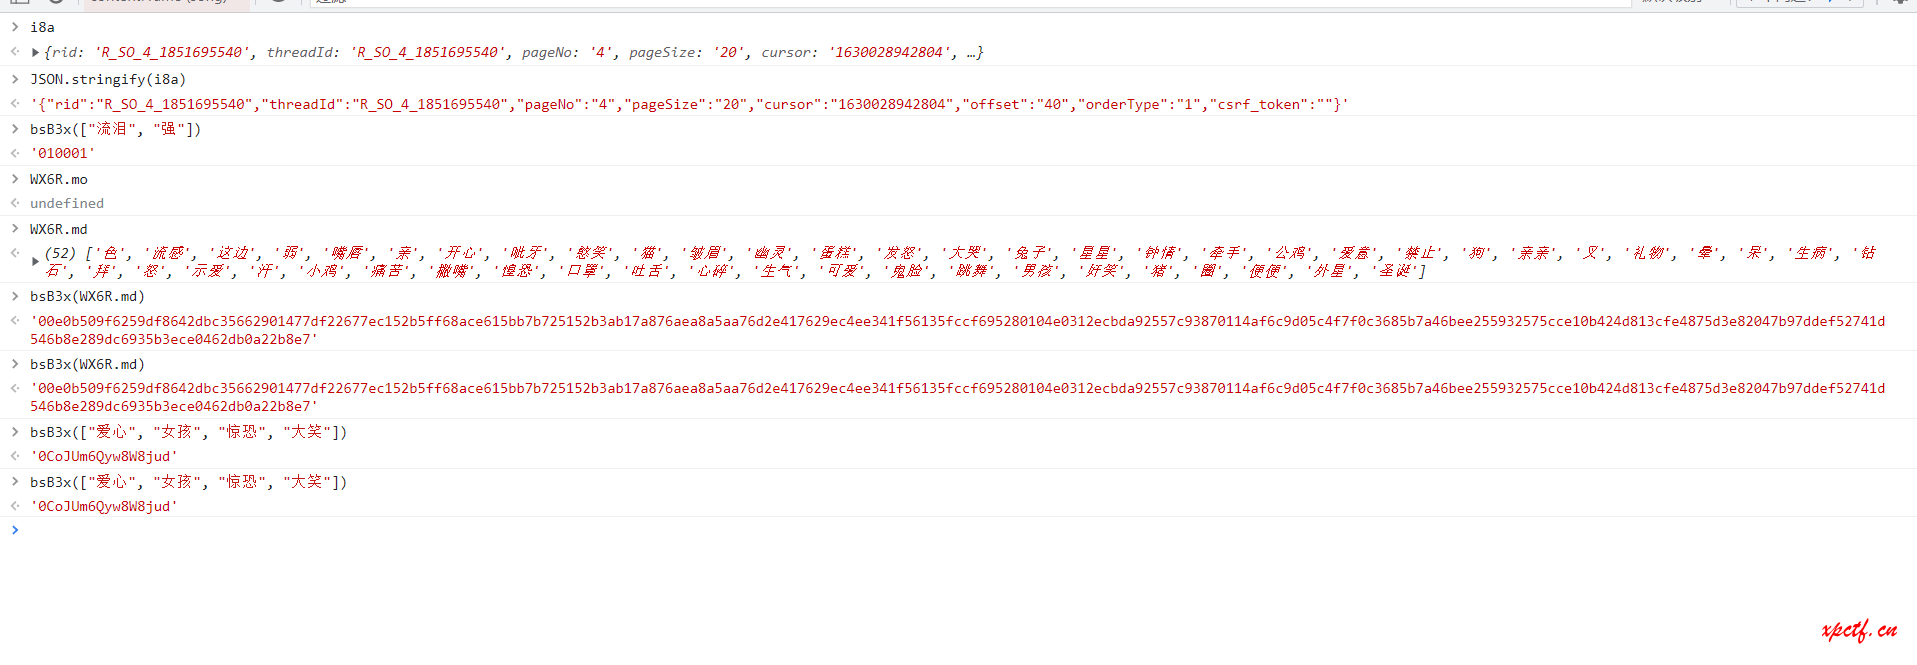 i8a
{rid: 'R_SO_4_1851695540', threadId: 'R_SO_4_1851695540', pageNo: '4', pageSize: '20', cursor: '1630028942804', …}
JSON.stringify(i8a)
'{"rid":"R_SO_4_1851695540","threadId":"R_SO_4_1851695540","pageNo":"4","pageSize":"20","cursor":"1630028942804","offset":"40","orderType":"1","csrf_token":""}'
bsB3x(["流泪", "强"])
'010001'
WX6R.mo
undefined
WX6R.md
(52) ['色', '流感', '这边', '弱', '嘴唇', '亲', '开心', '呲牙', '憨笑', '猫', '皱眉', '幽灵', '蛋糕', '发怒', '大哭', '兔子', '星星', '钟情', '牵手', '公鸡', '爱意', '禁止', '狗', '亲亲', '叉', '礼物', '晕', '呆', '生病', '钻
石', '拜', '怒', '示爱', '汗', '小鸡', '痛苦', '撇嘴', '惶恐', '口罩', '吐舌', '心碎', '生气', '可爱', '鬼脸', '跳舞', '男孩', '奸笑', '猪', '圈', '便便', '外星', '圣诞']
bsB3x(WX6R.md)
'00e0b509f6259df8642dbc35662901477df22677ec152b5ff68ace615bb7b725152b3ab17a876aea8a5aa76d2e417629ec4ee341f56135fccf695280104e0312ecbda92557c93870114af6c9d05c4f7f0c3685b7a46bee255932575cce10b424d813cfe4875d3e82047b97ddef52741d
546b8e289dc6935b3ece0462db0a22b8e7'
bsB3x(WX6R.md)
'00e0b509f6259df8642dbc35662901477df22677ec152b5ff68ace615bb7b725152b3ab17a876aea8a5aa76d2e417629ec4ee341f56135fccf695280104e0312ecbda92557c93870114af6c9d05c4f7f0c3685b7a46bee255932575cce10b424d813cfe4875d3e82047b97ddef52741d
546b8e289dc6935b3ece0462db0a22b8e7'
bsB3x(["爱心", "女孩", "惊恐", "大笑"])
'0CoJUm6Qyw8W8jud'
bsB3x(["爱心", "女孩", "惊恐", "大笑"])
'0CoJUm6Qyw8W8jud'
xpctf.cn